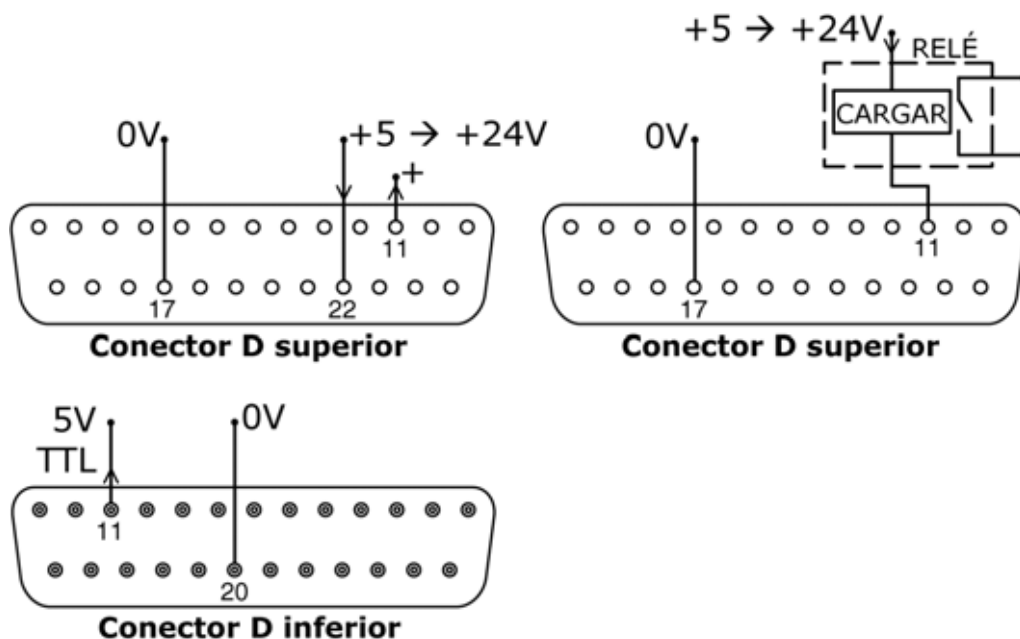 0V
+5 → +24V
+
11
17
22
Conector D superior
+5 → +24V
RELÉ
CARGAR
0V
11
17
Conector D superior
5V
TTL
0V
11
20
Conector D inferior